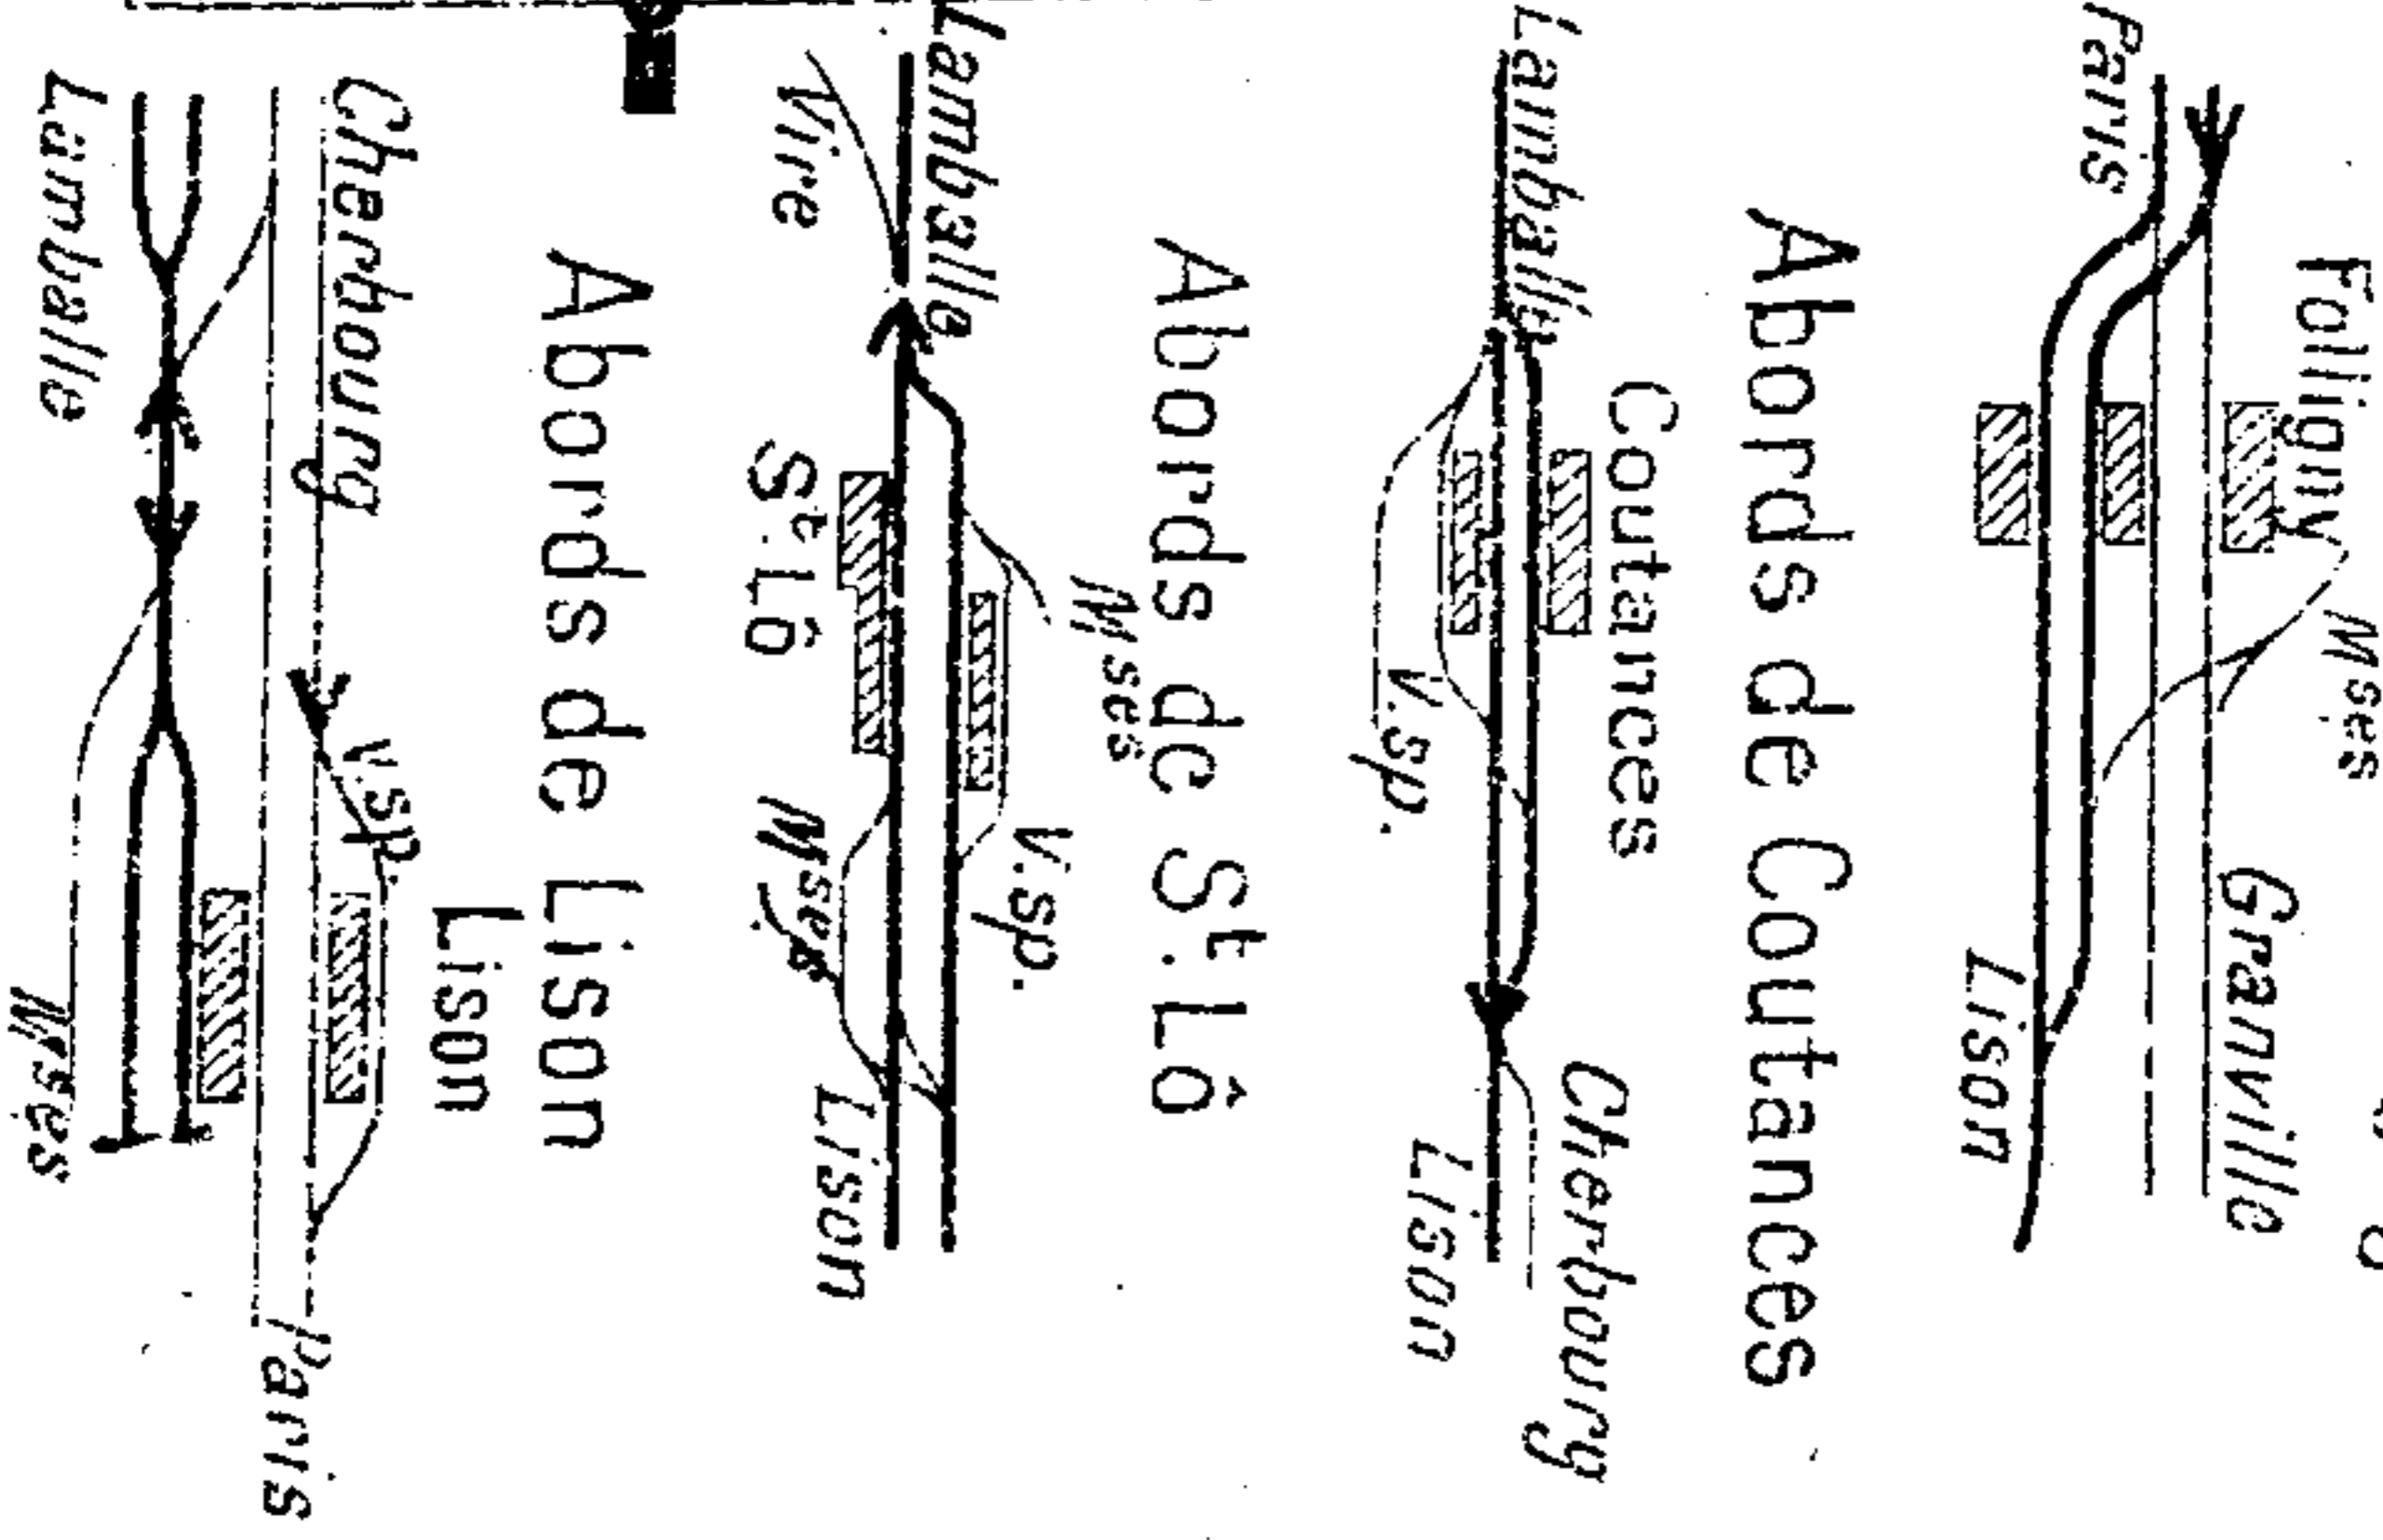 Folligny
Paris
Mses
Granville
Lison
Abords de Coutances
Coutances
Lamballe
V.sp.
Cherbourg
Lison
Abords de St.Lô
Lamballe
Mses
V.sp.
Vire
St.Lô
Mses
Lison
Abords de Lison
Lison
Cherbourg
V.sp.
Paris
Lamballe
Mses